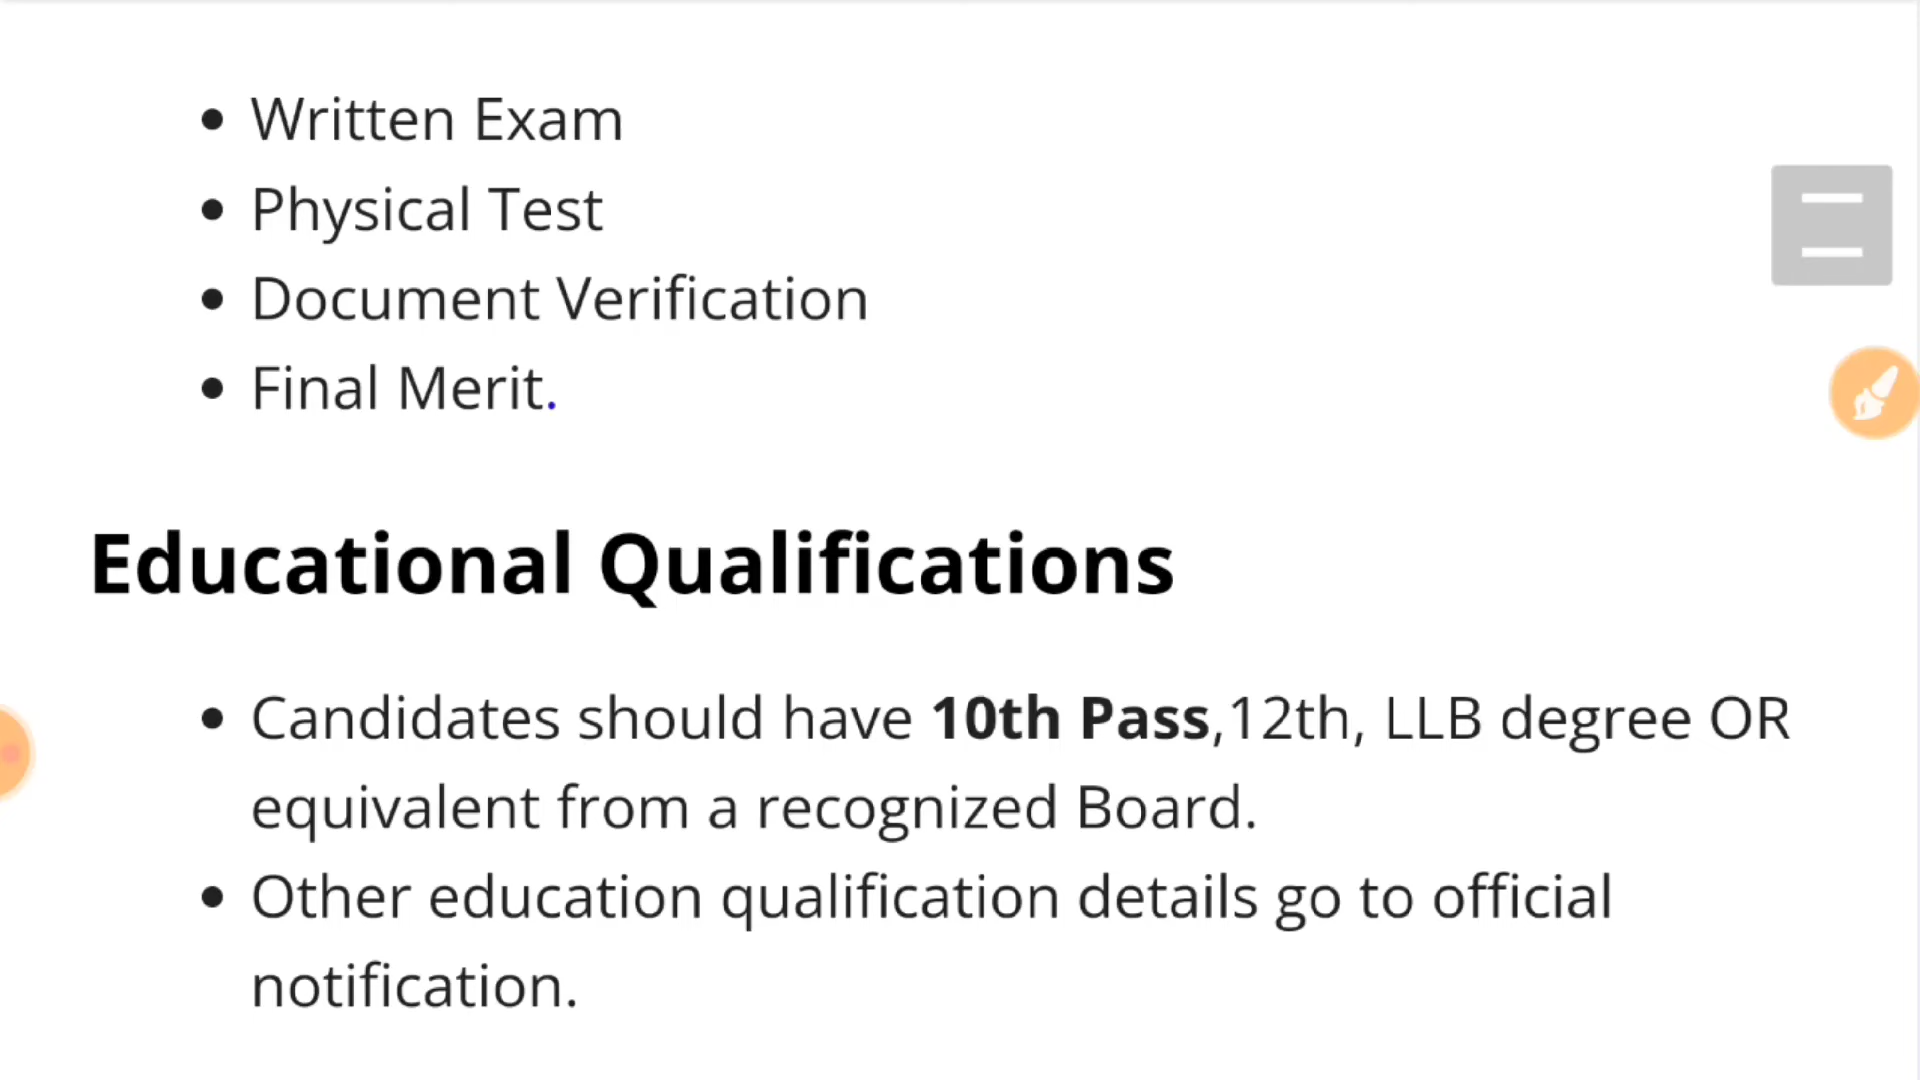 Written Exam
Physical Test
Document Verification
Final Merit.
Educational Qualifications
Candidates should have 10th Pass,12th, LLB degree OR
equivalent from a recognized Board.
Other education qualification details go to official
notification.